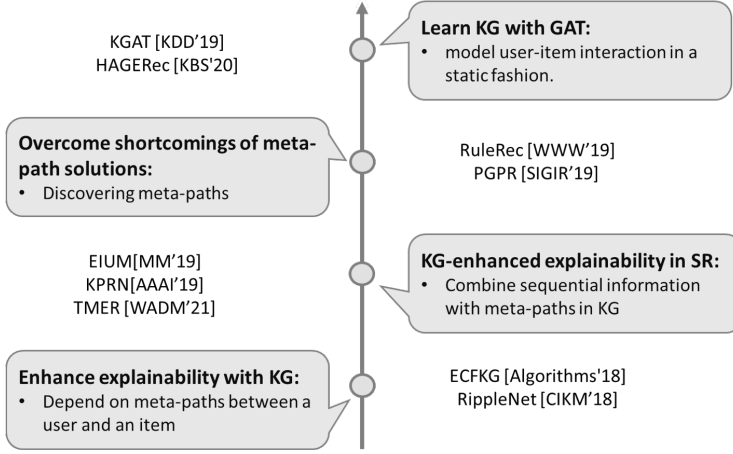 KGAT [KDD’19]
HAGERec [KBS'20]
Learn KG with GAT:
• model user-item interaction in a
static fashion.
Overcome shortcomings of meta-
path solutions:
• Discovering meta-paths
RuleRec [WWW’19]
PGPR [SIGIR’19]
EIUM[MM’19]
KPRN[AAAI’19]
TMER [WADM’21]
KG-enhanced explainability in SR:
• Combine sequential information
with meta-paths in KG
Enhance explainability with KG:
• Depend on meta-paths between a
user and an item
ECFKG [Algorithms'18]
RippleNet [CIKM’18]